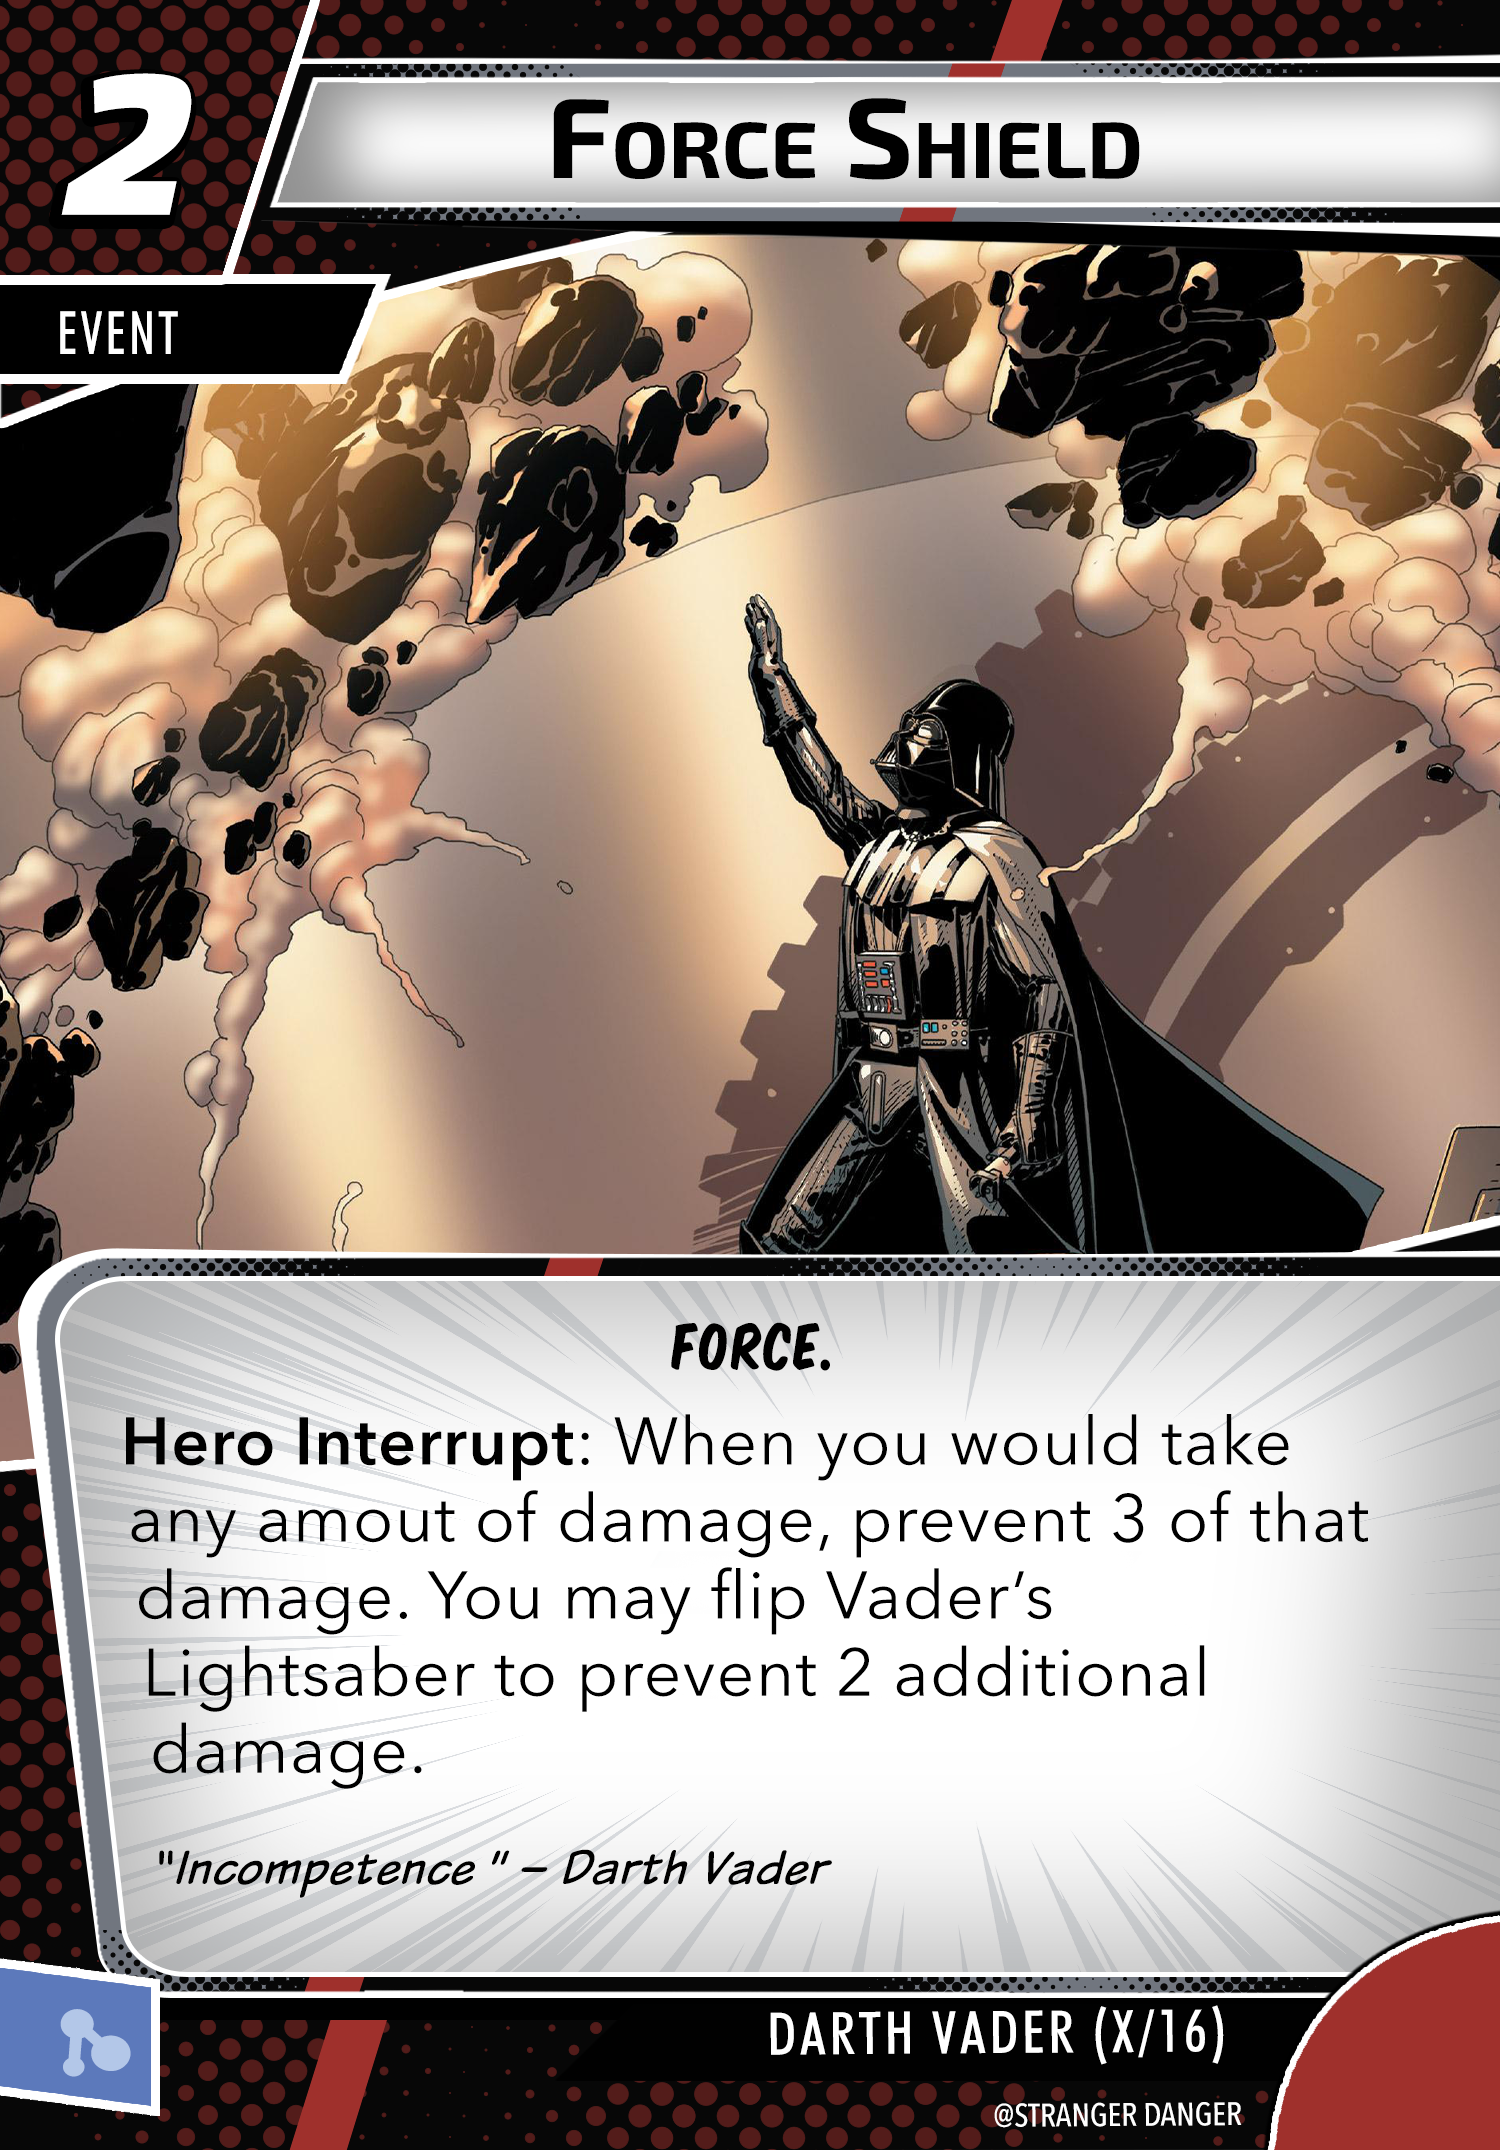 2
FORCE SHIELD
EVENT
FORCE.
Hero Interrupt: When you would take
any amout of damage, prevent 3 of that
damage. You may flip Vader’s
Lightsaber to prevent 2 additional
damage.
"Incompetence " – Darth Vader
DARTH VADER (X/16)
@STRANGER DANGER